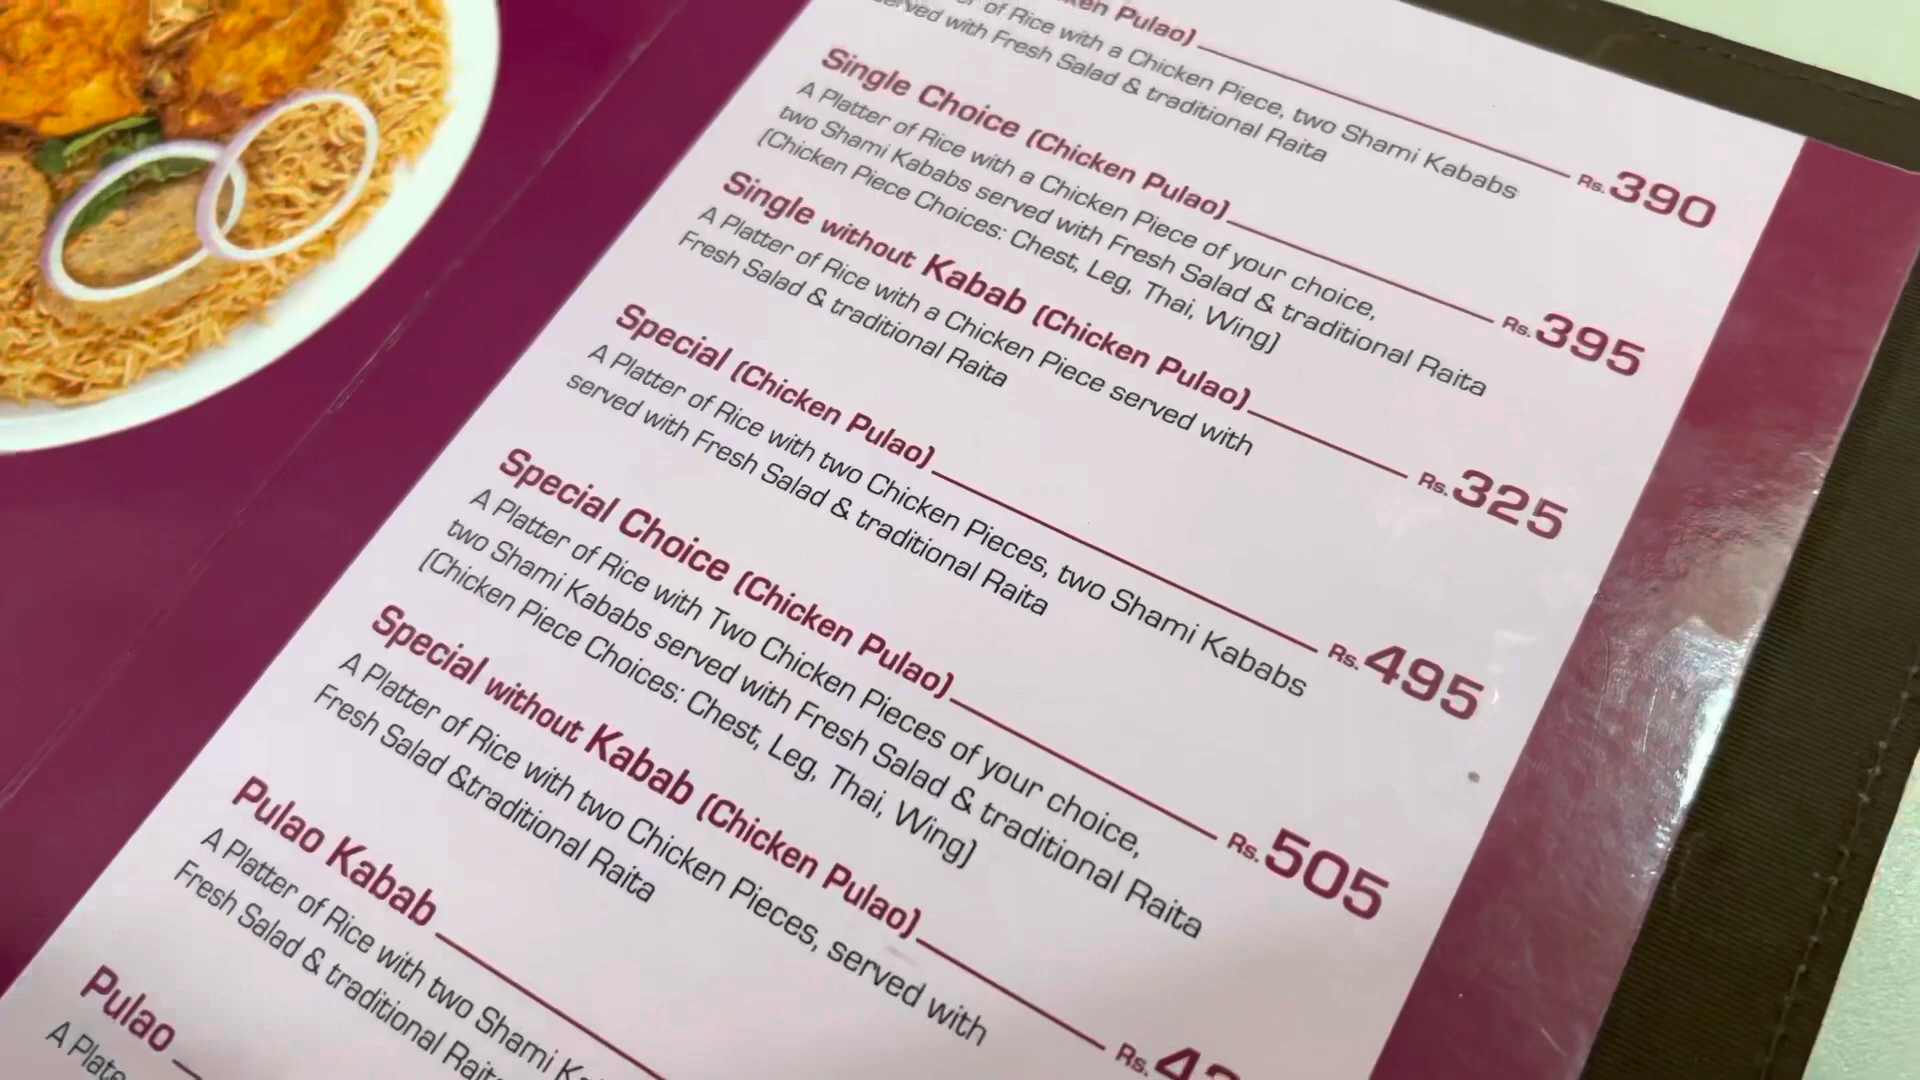 Pulao) Rs.390
of Rice with a Chicken Piece, two Shami Kababs
served with Fresh Salad & traditional Raita
Single Choice (Chicken Pulao) Rs.395
A Platter of Rice with a Chicken Piece of your choice,
two Shami Kababs served with Fresh Salad & traditional Raita
(Chicken Piece Choices: Chest, Leg, Thai, Wing)
Single without Kabab (Chicken Pulao) Rs.325
A Platter of Rice with a Chicken Piece served with
Fresh Salad & traditional Raita
Special (Chicken Pulao) Rs.495
A Platter of Rice with two Chicken Pieces, two Shami Kababs
served with Fresh Salad & traditional Raita
Special Choice (Chicken Pulao) Rs.505
A Platter of Rice with Two Chicken Pieces of your choice,
two Shami Kababs served with Fresh Salad & traditional Raita
(Chicken Piece Choices: Chest, Leg, Thai, Wing)
Special without Kabab (Chicken Pulao) Rs.
A Platter of Rice with two Chicken Pieces, served with
Fresh Salad &traditional Raita
Pulao Kabab
A Platter of Rice with two Shami
Fresh Salad & traditional
Pulao
A